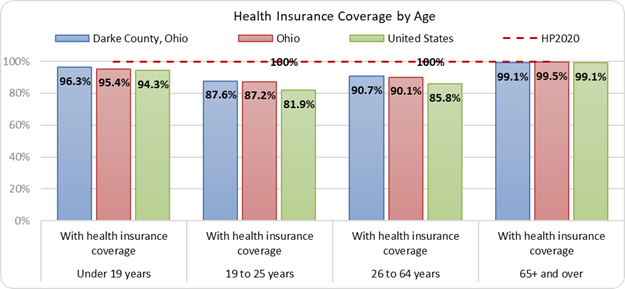 Health Insurance Coverage by Age
Darke County, Ohio
Ohio
United States
HP2020
100%
80%
60%
40%
20%
0%
100%
100%
96.3%
95.4%
94.3%
87.6%
87.2%
81.9%
90.7%
90.1%
85.8%
99.1%
99.5%
99.1%
With health insurance
coverage
With health insurance
coverage
With health insurance
coverage
With health insurance
coverage
Under 19 years
19 to 25 years
26 to 64 years
65+ and over